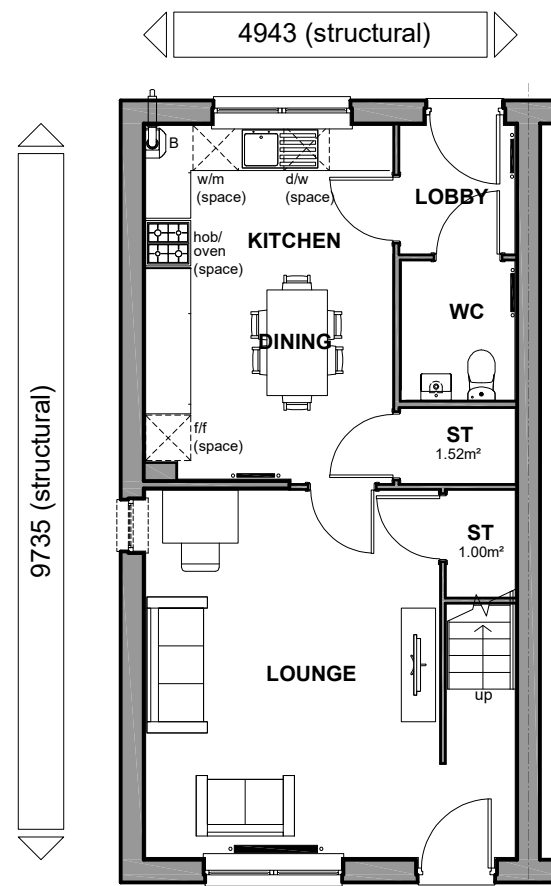 4943 (structural)
9735 (structural)
B
w/m
(space)
d/w
(space)
LOBBY
KITCHEN
hob/
oven
(space)
WC
DINING
f/f
(space)
ST
1.52m²
ST
1.00m²
LOUNGE
up